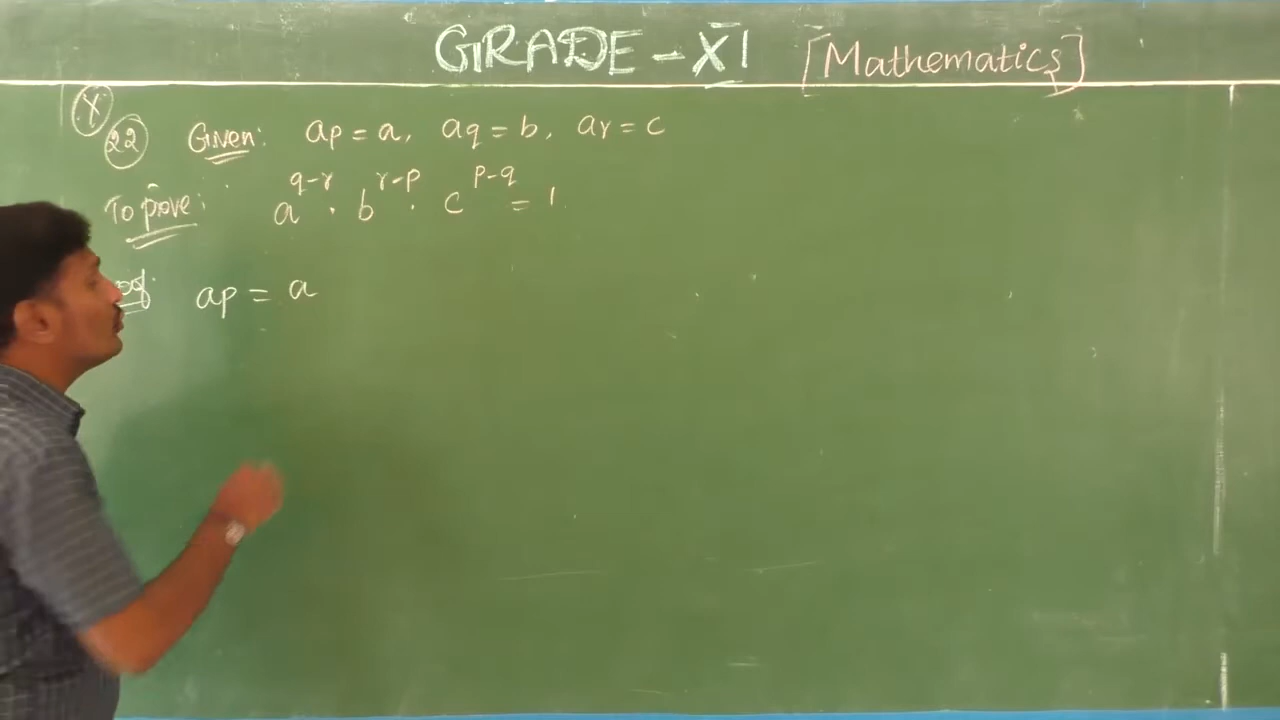 GRADE - XI [Mathematics]
X
22 Given: ap = a, aq = b, ar = c
To prove: a^{q-r} . b^{r-p} . c^{p-q} = 1
ap = a